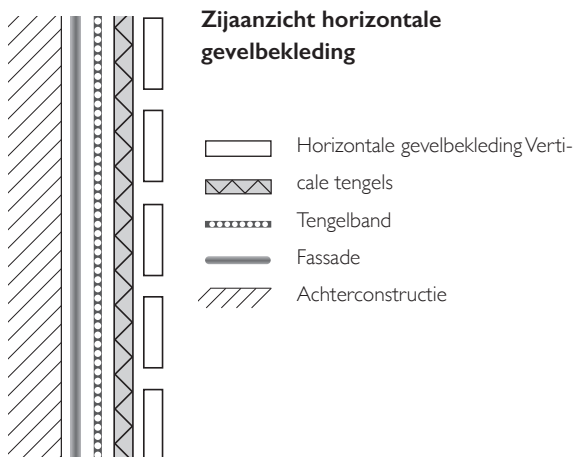 Zijaanzicht horizontale
gevelbekleding
Horizontale gevelbekleding Verti-
cale tengels
Tengelband
Fassade
Achterconstructie